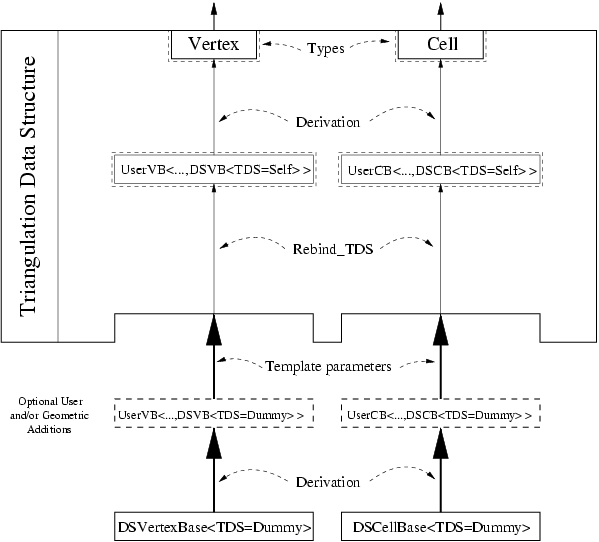 Vertex
Cell
Types
Derivation
UserVB<...,DSVB<TDS=Self>>
UserCB<...,DSCB<TDS=Self>>
Triangulation Data Structure
Rebind_TDS
Template parameters
Optional User
and/or Geometric
Additions
UserVB<...,DSVB<TDS=Dummy>>
UserCB<...,DSCB<TDS=Dummy>>
Derivation
DSVertexBase<TDS=Dummy>
DSCellBase<TDS=Dummy>